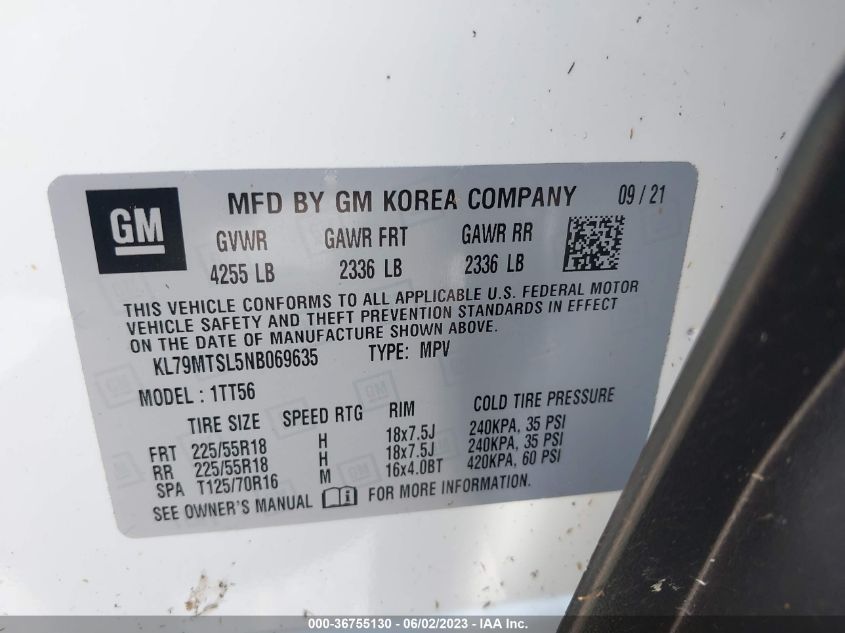 GM
MFD BY GM KOREA COMPANY 09 / 21
GVWR GAWR FRT GAWR RR
4255 LB 2336 LB 2336 LB
THIS VEHICLE CONFORMS TO ALL APPLICABLE U.S. FEDERAL MOTOR
VEHICLE SAFETY AND THEFT PREVENTION STANDARDS IN EFFECT
ON THE DATE OF MANUFACTURE SHOWN ABOVE.
KL79MTSL5NB069635 TYPE: MPV
MODEL : 1TT56
TIRE SIZE SPEED RTG RIM COLD TIRE PRESSURE
FRT 225/55R18 H 18x7.5J 240KPA, 35 PSI
RR 225/55R18 H 18x7.5J 240KPA, 35 PSI
SPA T125/70R16 M 16x4.0BT 420KPA, 60 PSI
SEE OWNER'S MANUAL FOR MORE INFORMATION.
000-36755130 - 06/02/2023 - IAA Inc.